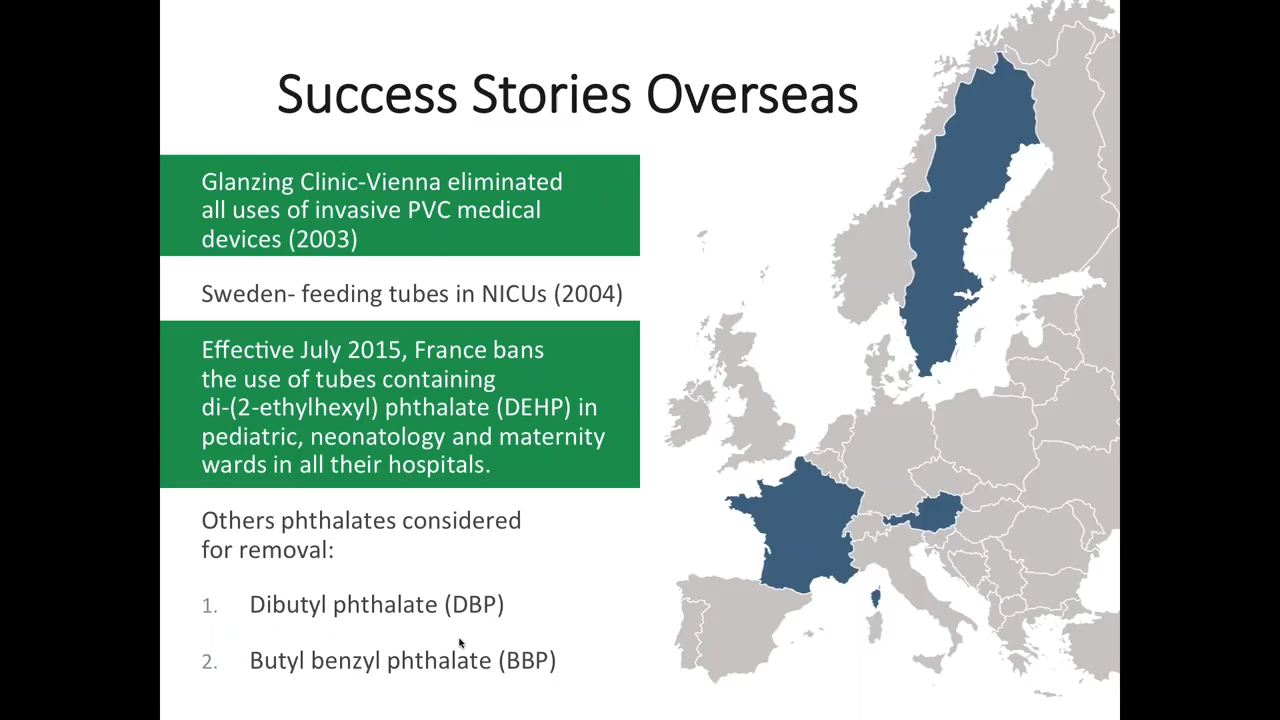 Success Stories Overseas
Glanzing Clinic-Vienna eliminated
all uses of invasive PVC medical
devices (2003)
Sweden- feeding tubes in NICUs (2004)
Effective July 2015, France bans
the use of tubes containing
di-(2-ethylhexyl) phthalate (DEHP) in
pediatric, neonatology and maternity
wards in all their hospitals.
Others phthalates considered
for removal:
1. Dibutyl phthalate (DBP)
2. Butyl benzyl phthalate (BBP)